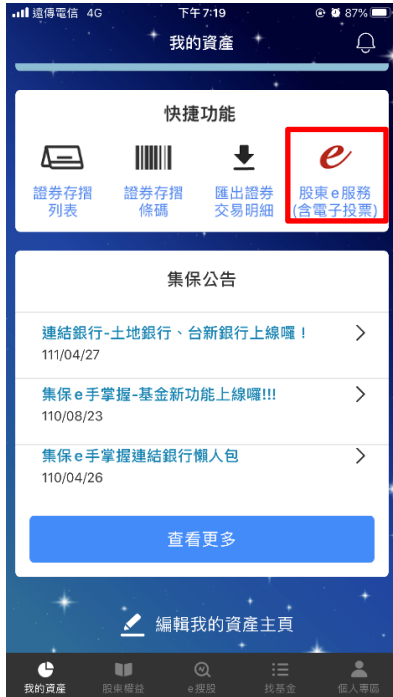 遠傳電信 4G 下午7:19 87%
我的資產
快捷功能
證券存摺 證券存摺 匯出證券 股東e服務
列表 條碼 交易明細 (含電子投票)
集保公告
連結銀行-土地銀行、台新銀行上線囉！
111/04/27
集保e手掌握-基金新功能上線囉!!!
110/08/23
集保e手掌握連結銀行懶人包
110/04/26
查看更多
編輯我的資產主頁
我的資產 股東權益 e搜股 找基金 個人專區